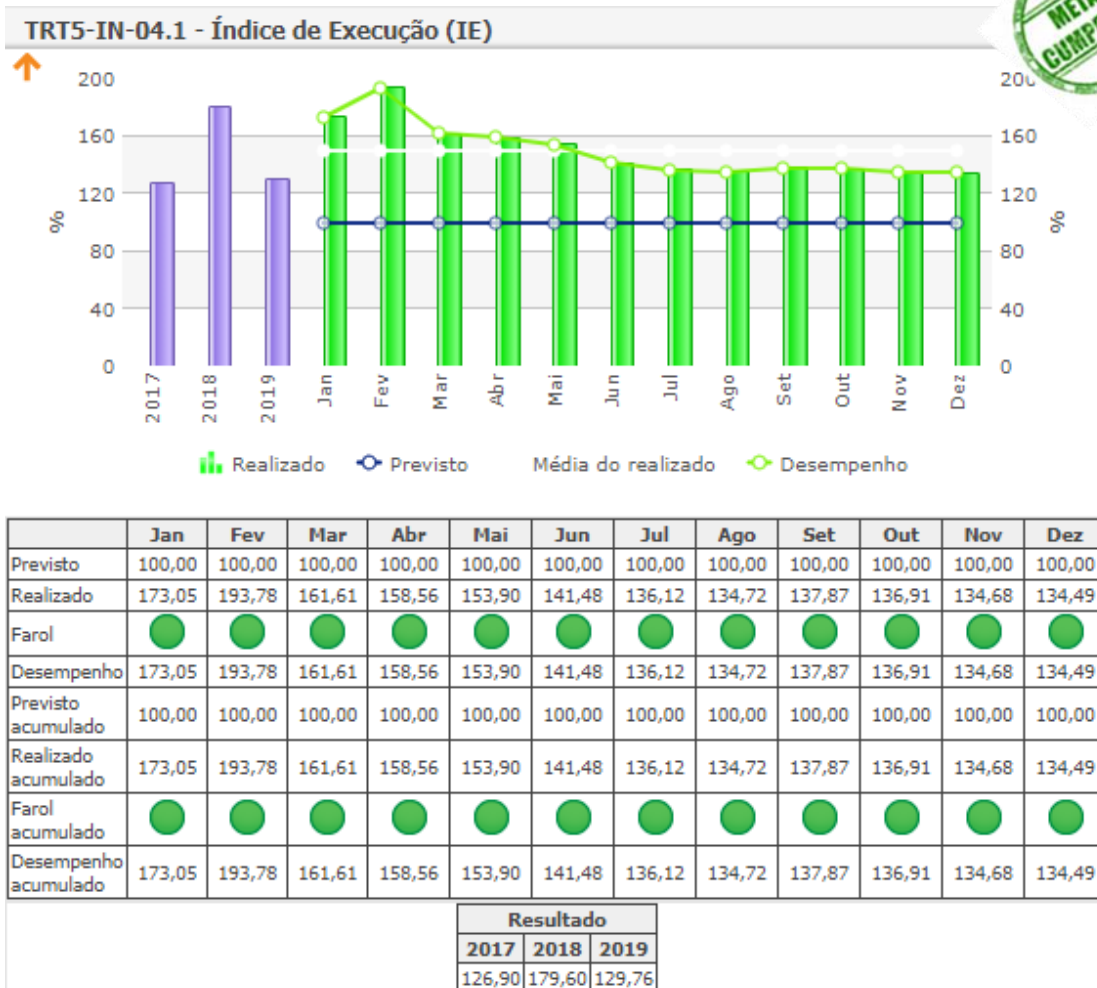 TRT5-IN-04.1 - Índice de Execução (IE)
META
200 200
160 160
120 120
% %
80 80
40 40
0 0
2017 2018 2019 Jan Fev Mar Abr Mai Jun Jul Ago Set Out Nov Dez
Realizado Previsto Média do realizado Desempenho
Jan Fev Mar Abr Mai Jun Jul Ago Set Out Nov Dez
Previsto 100,00 100,00 100,00 100,00 100,00 100,00 100,00 100,00 100,00 100,00 100,00 100,00
Realizado 173,05 193,78 161,61 158,56 153,90 141,48 136,12 134,72 137,87 136,91 134,68 134,49
Farol
Desempenho 173,05 193,78 161,61 158,56 153,90 141,48 136,12 134,72 137,87 136,91 134,68 134,49
Previsto
acumulado 100,00 100,00 100,00 100,00 100,00 100,00 100,00 100,00 100,00 100,00 100,00 100,00
Realizado
acumulado 173,05 193,78 161,61 158,56 153,90 141,48 136,12 134,72 137,87 136,91 134,68 134,49
Farol
acumulado
Desempenho
acumulado 173,05 193,78 161,61 158,56 153,90 141,48 136,12 134,72 137,87 136,91 134,68 134,49
Resultado
2017 2018 2019
126,90 179,60 129,76